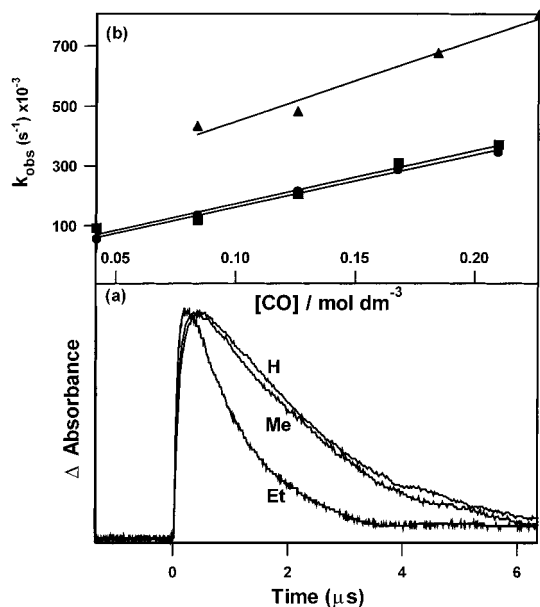 (b)
700
500
300
100
k_obs (s⁻¹) x10⁻³
0.05 0.10 0.15 0.20
[CO] / mol dm⁻³
(a)
H
Me
Et
Δ Absorbance
0 2 4 6
Time (μs)